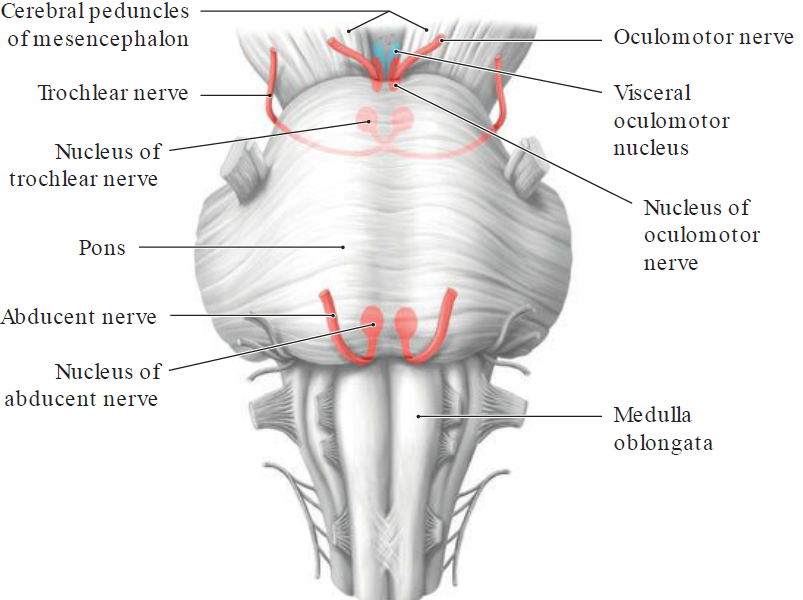 Cerebral peduncles
of mesencephalon
Trochlear nerve
Nucleus of
trochlear nerve
Pons
Abducent nerve
Nucleus of
abducent nerve
Oculomotor nerve
Visceral
oculomotor
nucleus
Nucleus of
oculomotor
nerve
Medulla
oblongata